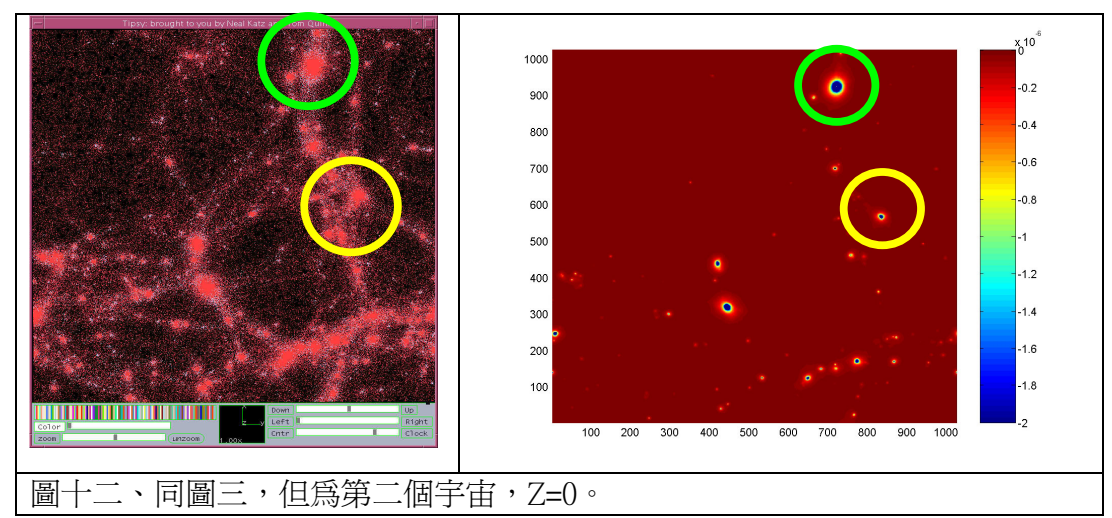 Tipsy: brought to you by Neal Katz a
Quin
Color
zoom
unzoom
1.00x
y
Down
Up
Left
Right
Cntr
Clock
x 10-6
1000
900
800
700
600
500
400
300
200
100
100 200 300 400 500 600 700 800 900 1000
0
-0.2
-0.4
-0.6
-0.8
-1
-1.2
-1.4
-1.6
-1.8
-2
圖十二、同圖三，但爲第二個宇宙，Z=0。